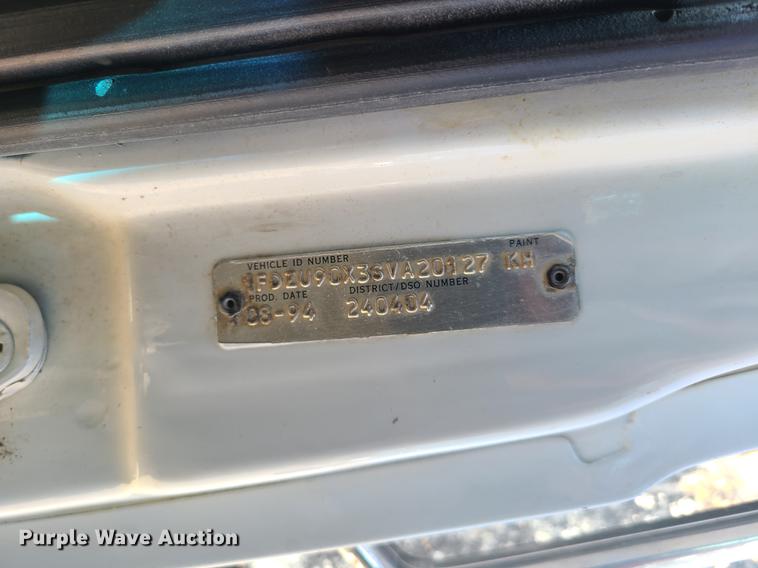 VEHICLE ID NUMBER PAINT
1FDZU90X3SVA20127 KH
PROD. DATE DISTRICT/DSO NUMBER
08-94 240404
Purple Wave Auction